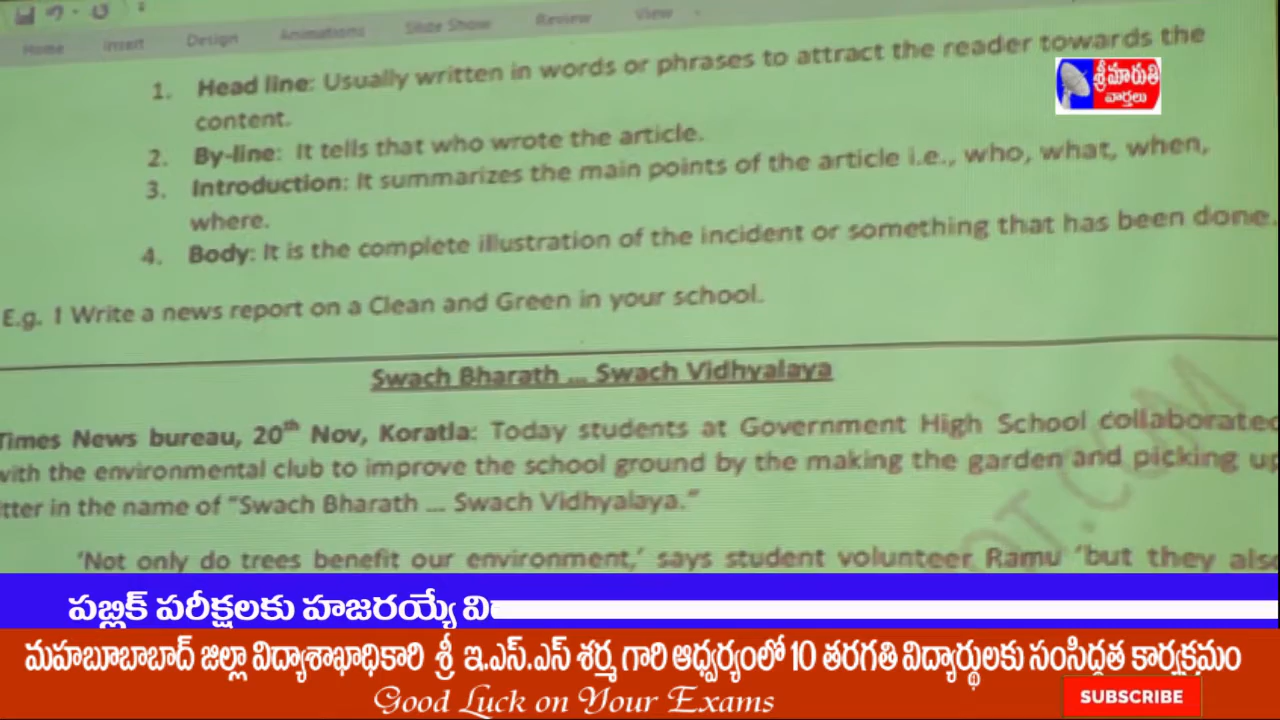 Home Insert Design Animations Slide Show Review View
1. Head line: Usually written in words or phrases to attract the reader towards the
content.
శ్రీమారుతి
వార్తలు
2. By-line: It tells that who wrote the article.
3. Introduction: It summarizes the main points of the article i.e., who, what, when,
where.
4. Body: It is the complete illustration of the incident or something that has been done.
E.g. 1 Write a news report on a Clean and Green in your school.
Swach Bharath ... Swach Vidhyalaya
Times News bureau, 20th Nov, Koratla: Today students at Government High School collaborated
with the environmental club to improve the school ground by the making the garden and picking up
itter in the name of "Swach Bharath ... Swach Vidhyalaya."
'Not only do trees benefit our environment,' says student volunteer Ramu 'but they also
OT.COM
పబ్లిక్ పరీక్షలకు హజరయ్యే వి
మహబూబాబాద్ జిల్లా విద్యాశాఖాధికారి శ్రీ ఇ.ఎస్.ఎస్ శర్మ గారి ఆధ్వర్యంలో 10 తరగతి విద్యార్థులకు సంసిద్ధత కార్యక్రమం
Good Luck on Your Exams
SUBSCRIBE